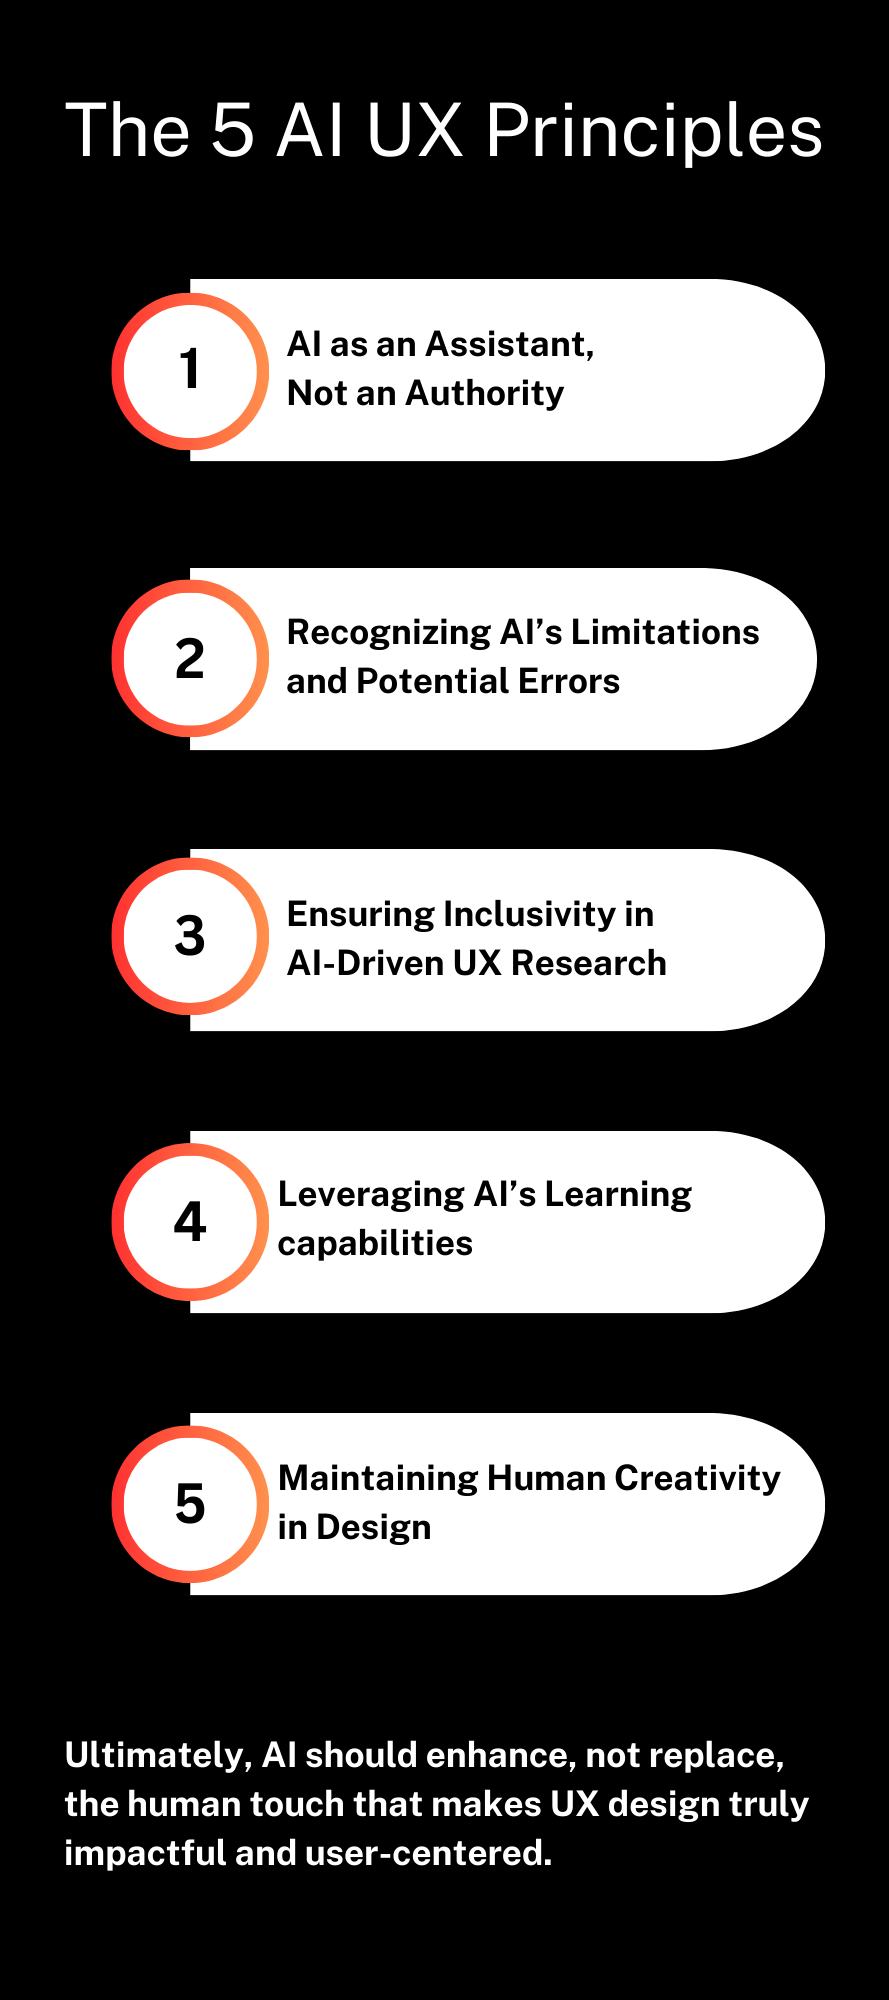 The 5 AI UX Principles
1
AI as an Assistant,
Not an Authority
2
Recognizing AI’s Limitations
and Potential Errors
3
Ensuring Inclusivity in
AI-Driven UX Research
4
Leveraging AI’s Learning
capabilities
5
Maintaining Human Creativity
in Design
Ultimately, AI should enhance, not replace,
the human touch that makes UX design truly
impactful and user-centered.